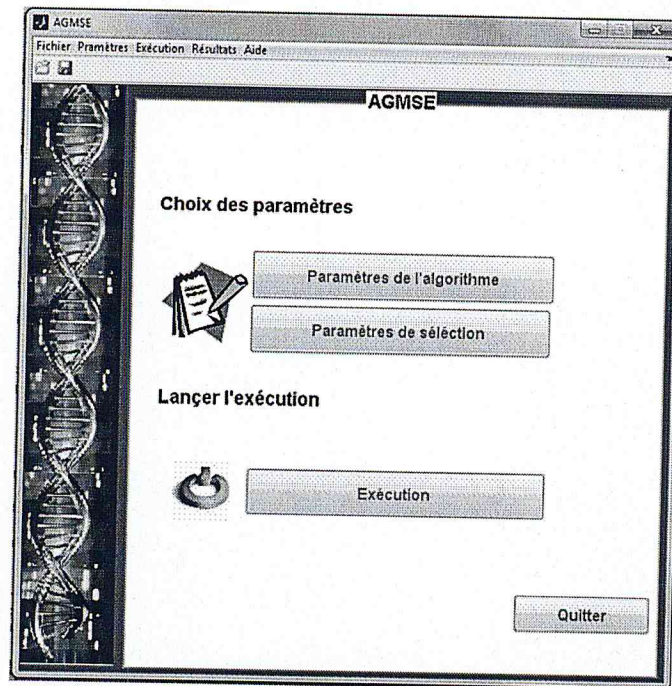 AGMSE
Fichier Pramètres Exécution Résultats Aide
AGMSE
Choix des paramètres
Paramètres de l'algorithme
Paramètres de séléction
Lançer l'exécution
Exécution
Quitter